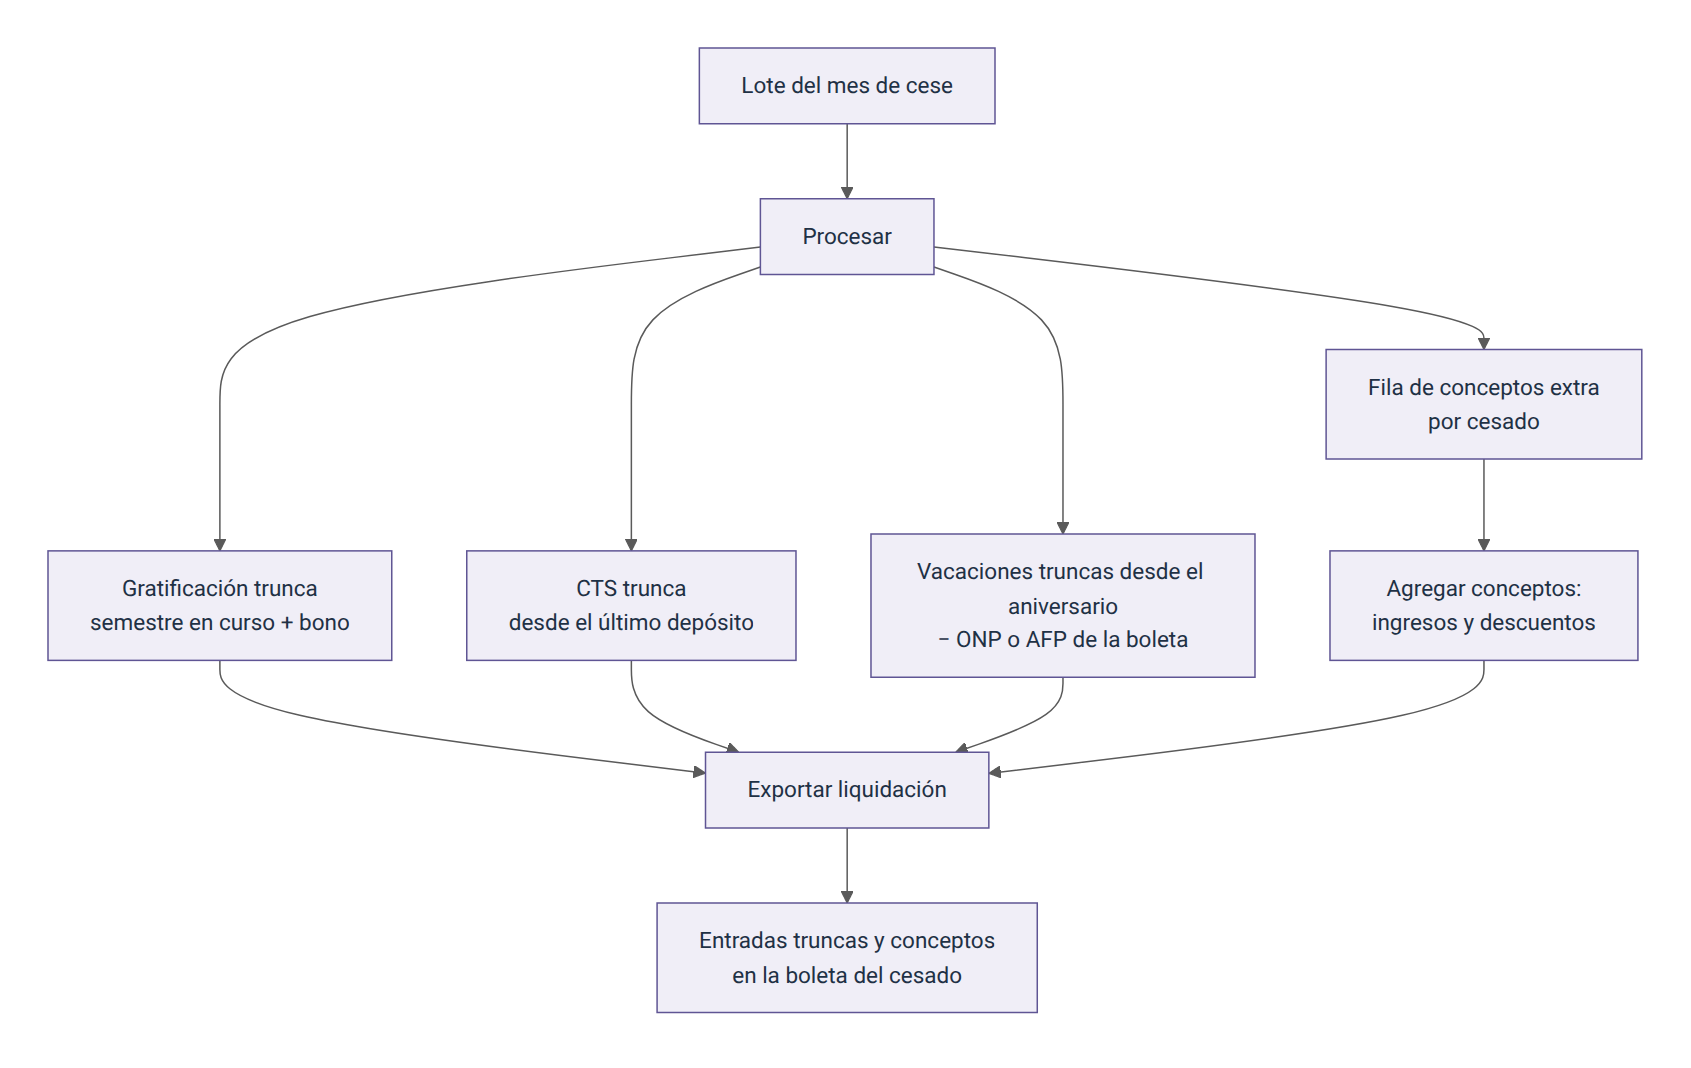 Lote del mes de cese
Procesar
Fila de conceptos extra
por cesado
Gratificación trunca
semestre en curso + bono
CTS trunca
desde el último depósito
Vacaciones truncas desde el
aniversario
− ONP o AFP de la boleta
Agregar conceptos:
ingresos y descuentos
Exportar liquidación
Entradas truncas y conceptos
en la boleta del cesado